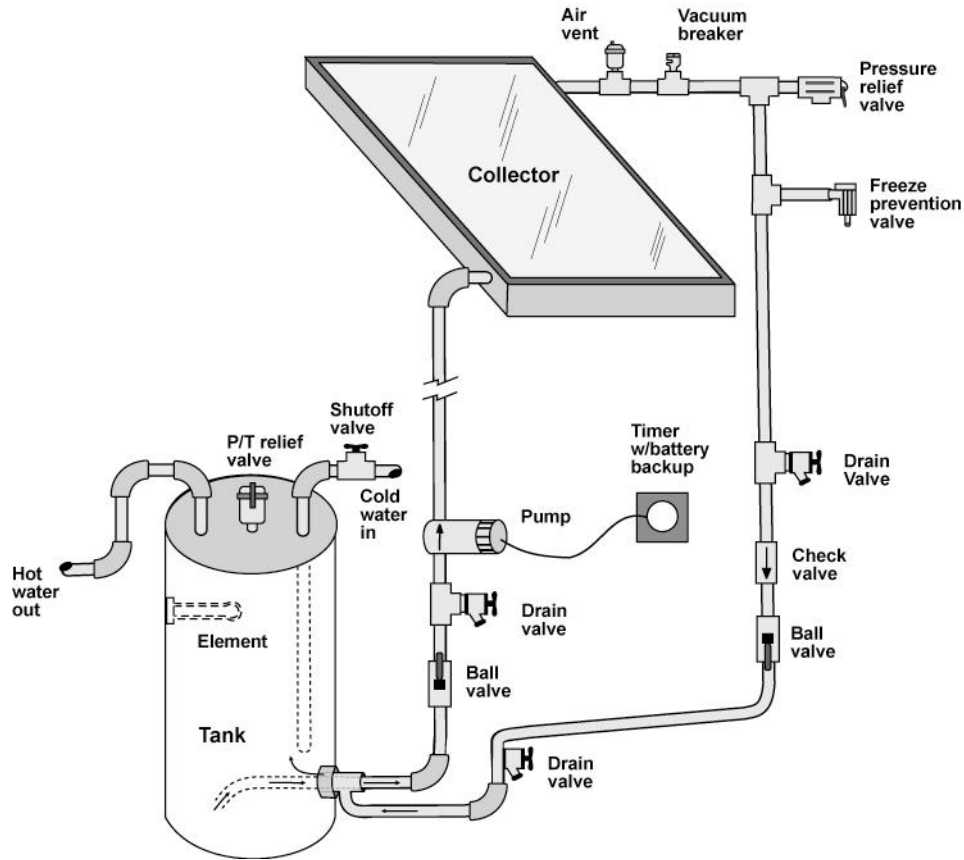 Air
vent
Vacuum
breaker
Pressure
relief
valve
Collector
Freeze
prevention
valve
Shutoff
valve
P/T relief
valve
Timer
w/battery
backup
Drain
Valve
Cold
water
in
Pump
Hot
water
out
Check
valve
Element
Drain
valve
Ball
valve
Ball
valve
Tank
Drain
valve